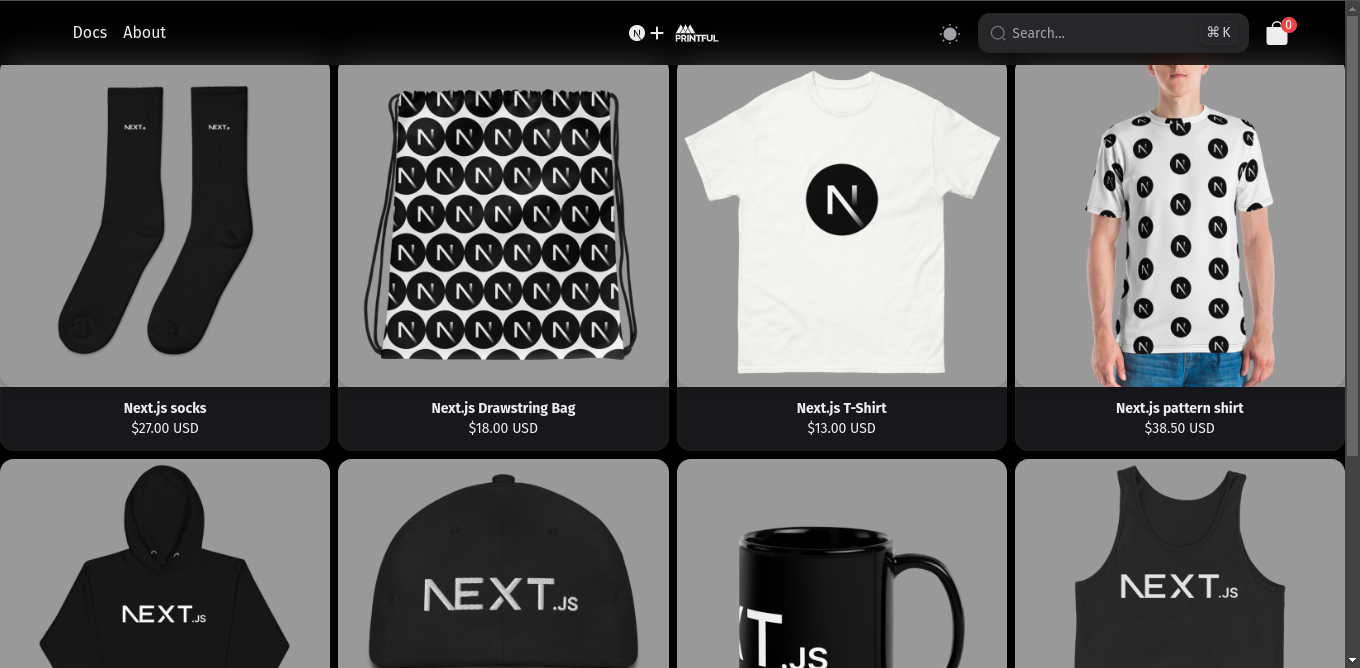 Docs About
N + PRINTFUL
Search...
⌘ K
0
NEXT.JS NEXT.JS
N
Next.js socks
$27.00 USD
Next.js Drawstring Bag
$18.00 USD
Next.js T-Shirt
$13.00 USD
Next.js pattern shirt
$38.50 USD
NEXT.JS
NEXT.JS
XT.JS
NEXT.JS